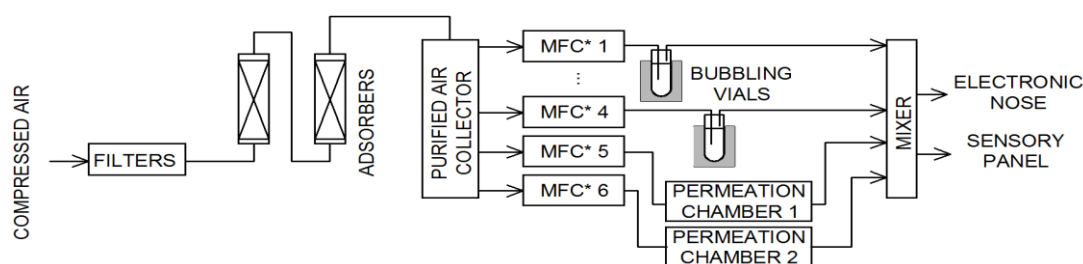 COMPRESSED AIR
FILTERS
ADSORBERS
PURIFIED AIR
COLLECTOR
MFC* 1
...
MFC* 4
MFC* 5
MFC* 6
BUBBLING
VIALS
PERMEATION
CHAMBER 1
PERMEATION
CHAMBER 2
MIXER
ELECTRONIC
NOSE
SENSORY
PANEL